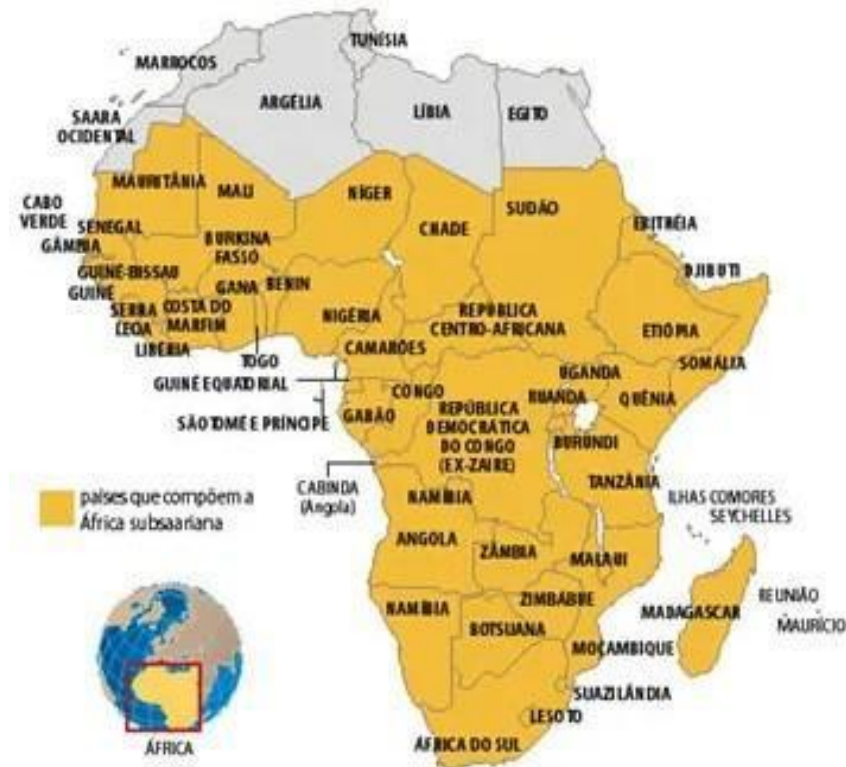 TUNÍSIA
MARROCOS
ARGÉLIA
LÍBIA
EGITO
SAARA
OCIDENTAL
MAURITÂNIA
MALI
NÍGER
CHADE
SUDÃO
ERITRÉIA
DJIBUTI
CABO
VERDE
SENEGAL
GÂMBIA
BURKINA
FASSO
GUINÉ-BISSAU
GUINÉ
GANA
BENIN
NIGÉRIA
SERRA
LEOA
COSTA DO
MARFIM
LIBÉRIA
TOGO
CAMARÕES
REPÚBLICA
CENTRO-AFRICANA
ETIÓPIA
SOMÁLIA
GUINÉ EQUATORIAL
SÃO TOMÉ E PRÍNCIPE
GABÃO
CONGO
REPÚBLICA
DEMOCRÁTICA
DO CONGO
(EX-ZAIRE)
UGANDA
RUANDA
QUÊNIA
BURUNDI
TANZÂNIA
CABINDA
(Angola)
NAMÍBIA
ANGOLA
ZÂMBIA
MALAUI
ILHAS COMORES
SEYCHELLES
países que compõem a
África subsaariana
NAMÍBIA
ZIMBÁBUE
BOTSUANA
MOÇAMBIQUE
MADAGASCAR
REUNIÃO
MAURÍCIO
SUAZILÂNDIA
LESOTO
ÁFRICA DO SUL
ÁFRICA